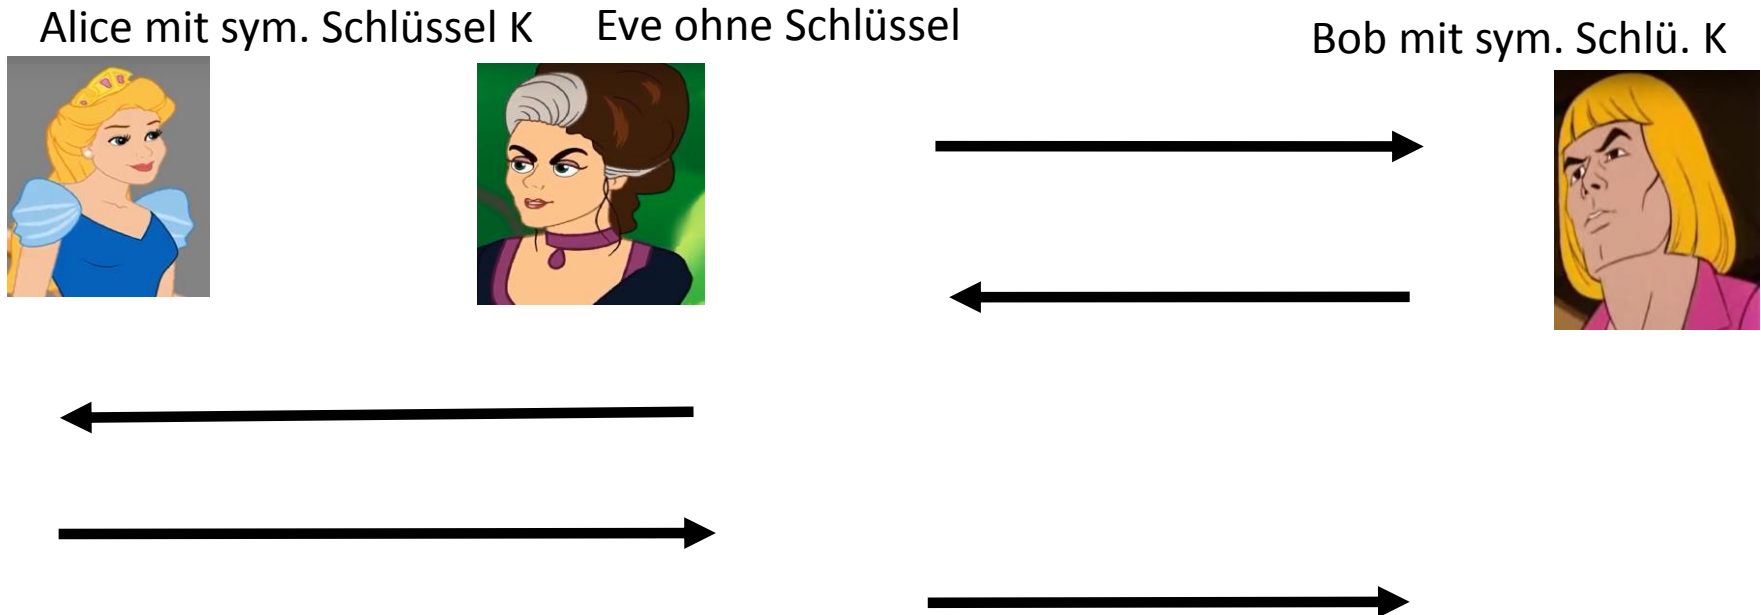 Alice mit sym. Schlüssel K
Eve ohne Schlüssel
Bob mit sym. Schlü. K